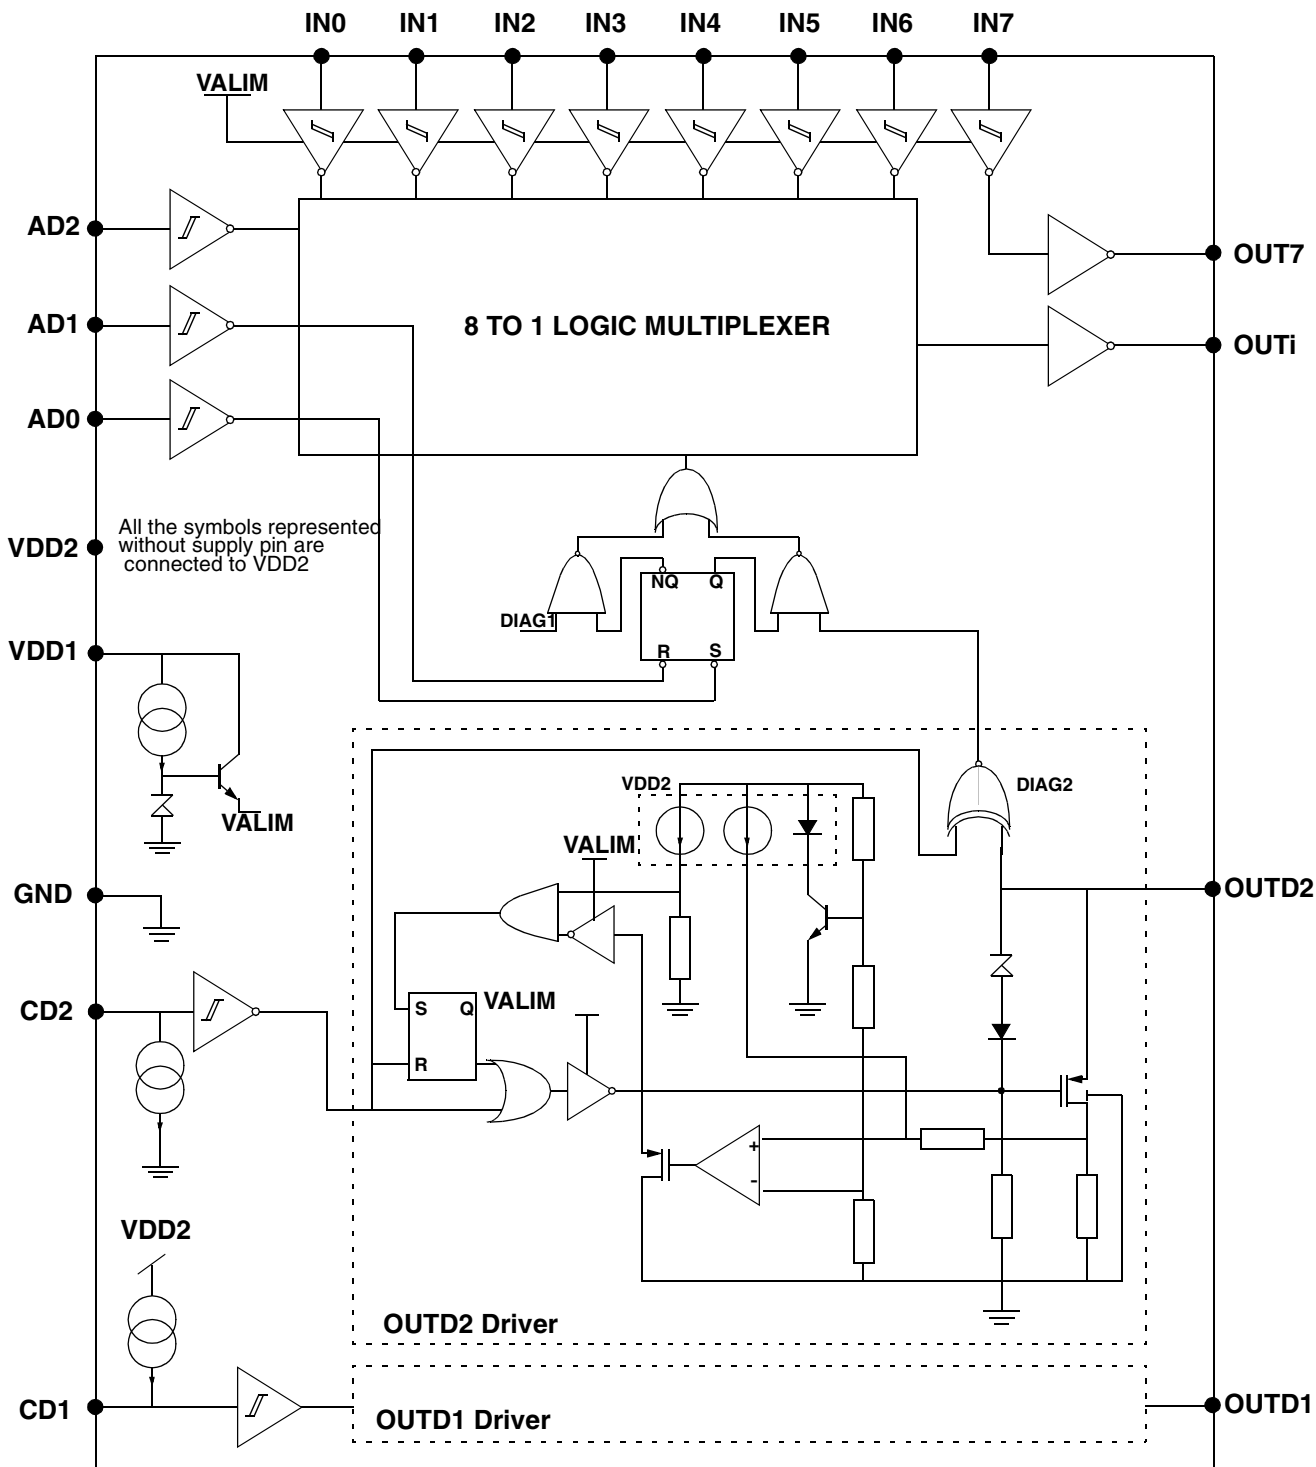 IN0 IN1 IN2 IN3 IN4 IN5 IN6 IN7
VALIM
AD2
OUT7
AD1
8 TO 1 LOGIC MULTIPLEXER
OUTi
AD0
All the symbols represented
without supply pin are
connected to VDD2
VDD2
NQ Q
DIAG1
R S
VDD1
VDD2
DIAG2
VALIM
VALIM
GND
OUTD2
CD2
S Q
VALIM
R
+
-
VDD2
OUTD2 Driver
CD1
OUTD1 Driver
OUTD1